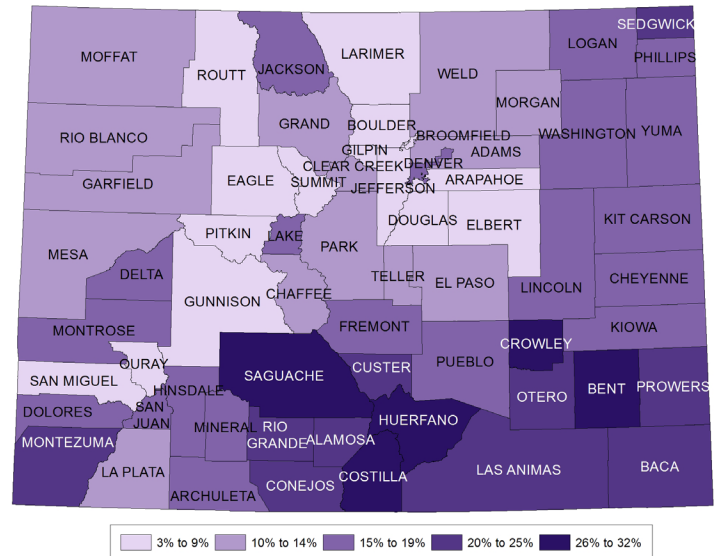 SEDGWICK
LOGAN
PHILLIPS
MOFFAT
LARIMER
JACKSON
ROUTT
WELD
MORGAN
GRAND
BOULDER
RIO BLANCO
BROOMFIELD
WASHINGTON
YUMA
GILPIN
ADAMS
CLEAR CREEK
DENVER
GARFIELD
EAGLE
SUMMIT
JEFFERSON
ARAPAHOE
DOUGLAS
ELBERT
KIT CARSON
PITKIN
LAKE
PARK
MESA
DELTA
TELLER
EL PASO
CHEYENNE
LINCOLN
GUNNISON
CHAFFEE
MONTROSE
FREMONT
KIOWA
CROWLEY
OURAY
PUEBLO
SAN MIGUEL
SAGUACHE
CUSTER
HINSDALE
OTERO
BENT
PROWERS
DOLORES
SAN
JUAN
MINERAL
RIO
GRANDE
HUERFANO
ALAMOSA
MONTEZUMA
LA PLATA
ARCHULETA
CONEJOS
COSTILLA
LAS ANIMAS
BACA
3% to 9%
10% to 14%
15% to 19%
20% to 25%
26% to 32%